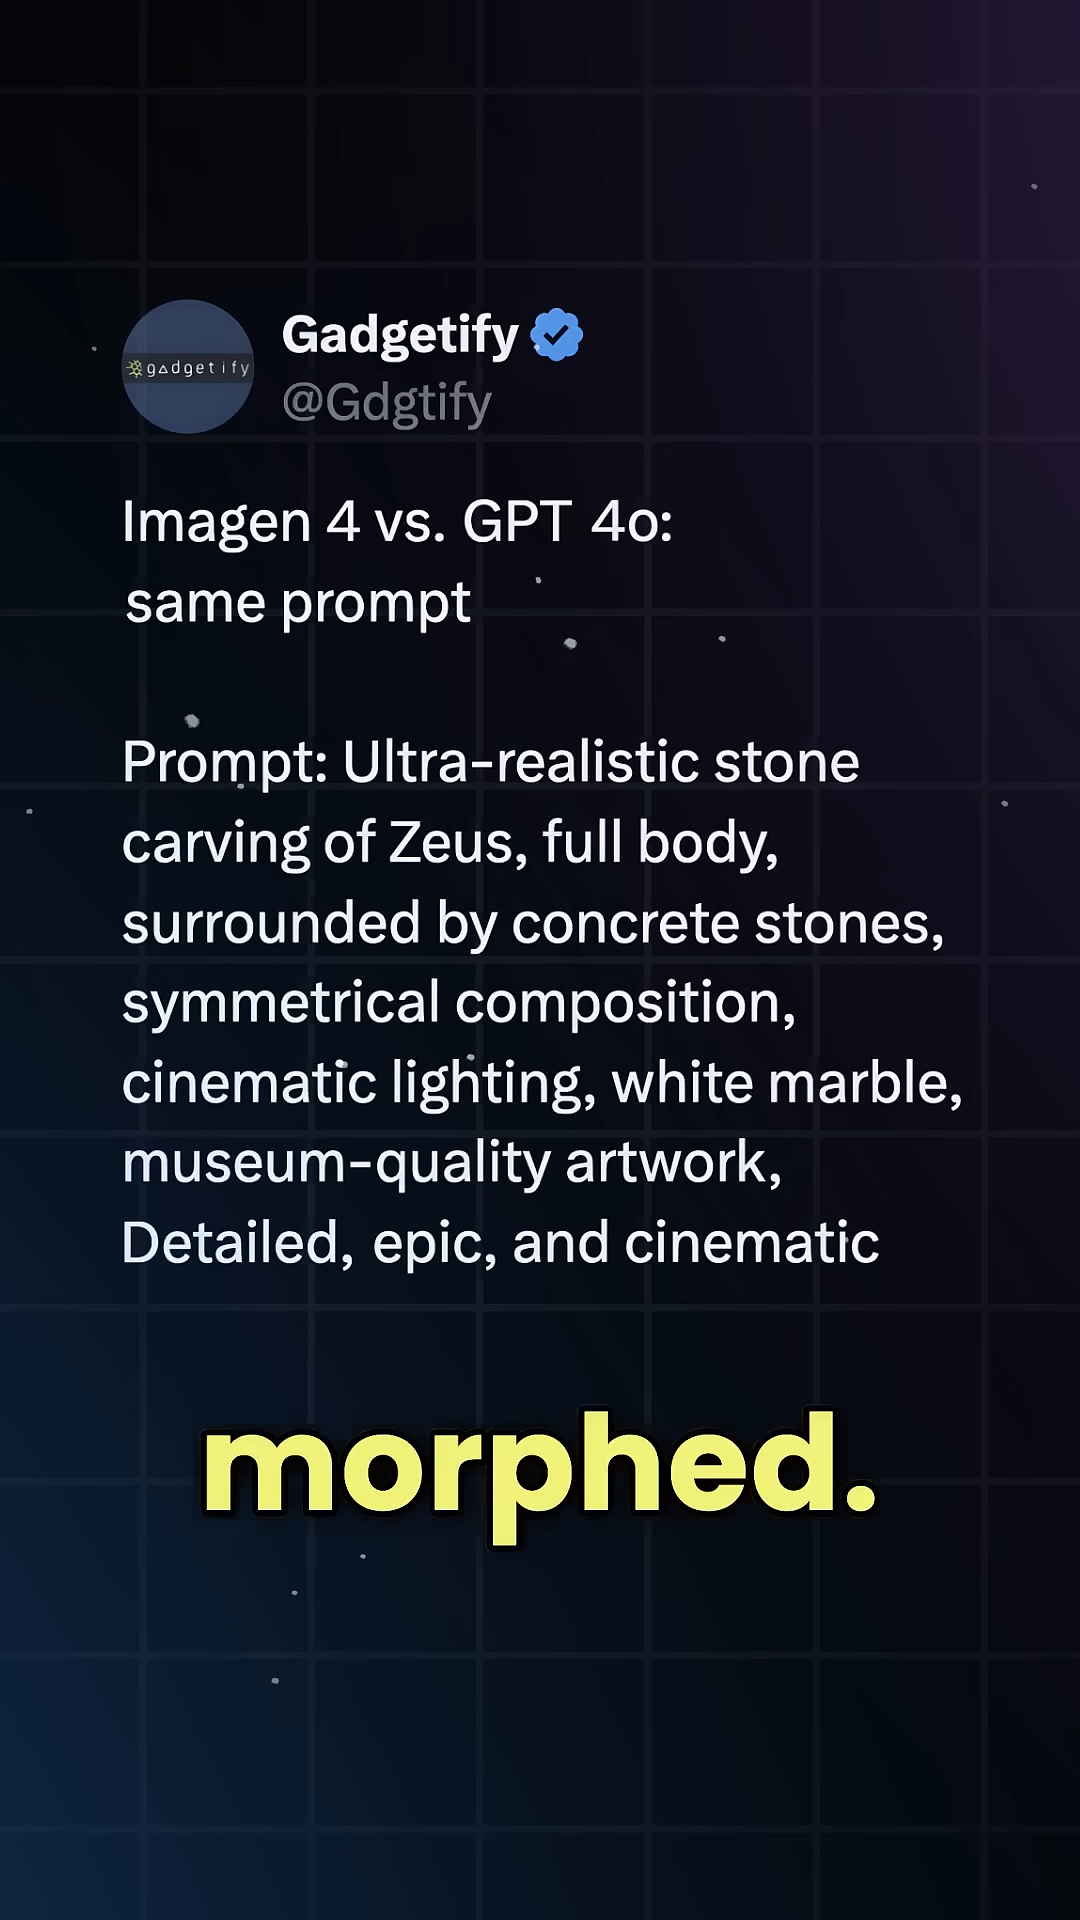 gadgetify
Gadgetify
@Gdgtify
Imagen 4 vs. GPT 4o:
same prompt
Prompt: Ultra-realistic stone
carving of Zeus, full body,
surrounded by concrete stones,
symmetrical composition,
cinematic lighting, white marble,
museum-quality artwork,
Detailed, epic, and cinematic
morphed.